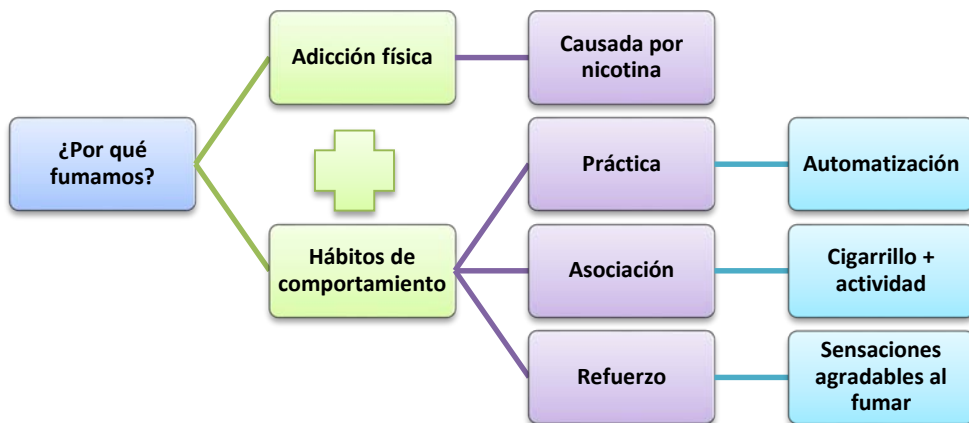 ¿Por qué
fumamos?
Adicción física
Causada por
nicotina
Hábitos de
comportamiento
Práctica
Automatización
Asociación
Cigarrillo +
actividad
Refuerzo
Sensaciones
agradables al
fumar